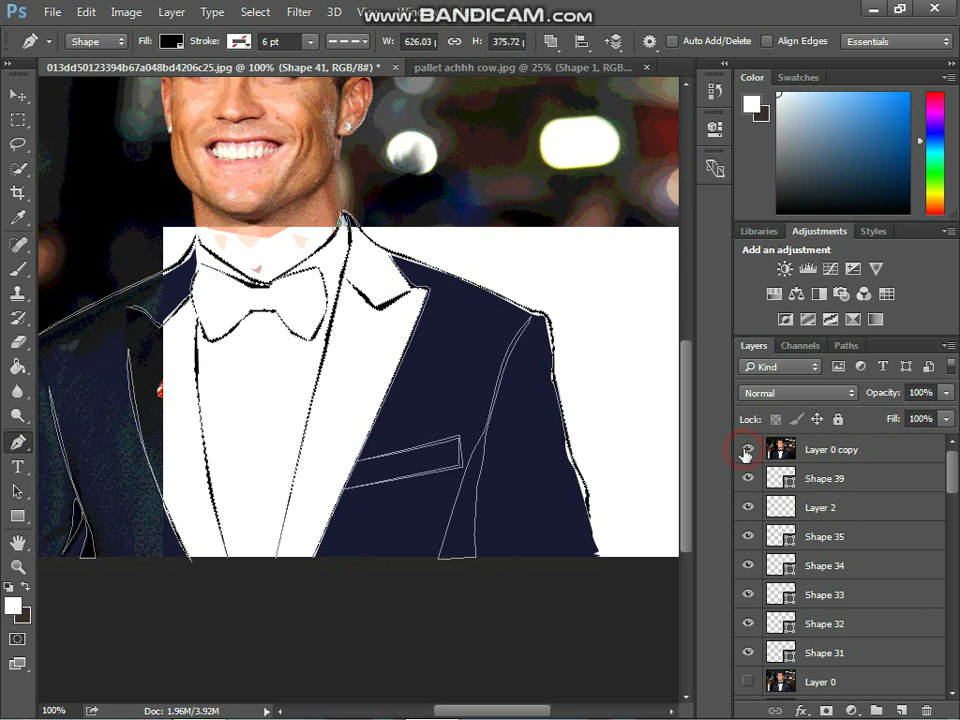 Ps File Edit Image Layer Type Select Filter 3D
www.BANDICAM.com
Shape Fill: Stroke: 6 pt W: 626.03 H: 375.72 Auto Add/Delete Align Edges Essentials
013dd50123394b67a048bd4206c25.jpg @ 100% (Shape 41, RGB/8#) * × pallet achhh cow.jpg @ 25% (Shape 1, RGB... ×
Color Swatches
Libraries Adjustments Styles
Add an adjustment
Layers Channels Paths
Kind
Normal Opacity: 100%
Lock: Fill: 100%
Layer 0 copy
Shape 39
Layer 2
Shape 35
Shape 34
Shape 33
Shape 32
Shape 31
Layer 0
100% Doc: 1.96M/3.92M